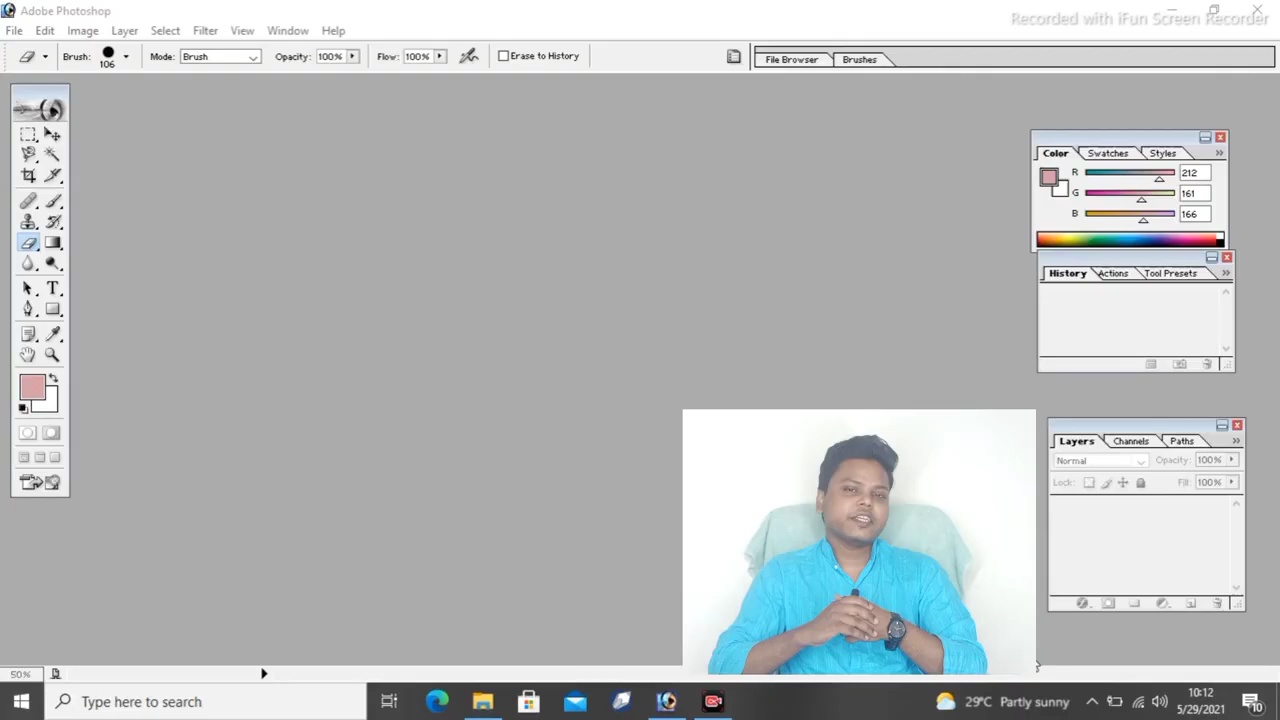 Adobe Photoshop
Recorded with iFun Screen Recorder
File Edit Image Layer Select Filter View Window Help
Brush: 106 Mode: Brush Opacity: 100% Flow: 100% Erase to History File Browser Brushes
Color Swatches Styles
R 212
G 161
B 166
History Actions Tool Presets
Layers Channels Paths
Normal Opacity: 100%
Lock: Fill: 100%
50%
Type here to search
29°C Partly sunny
10:12
5/29/2021
10